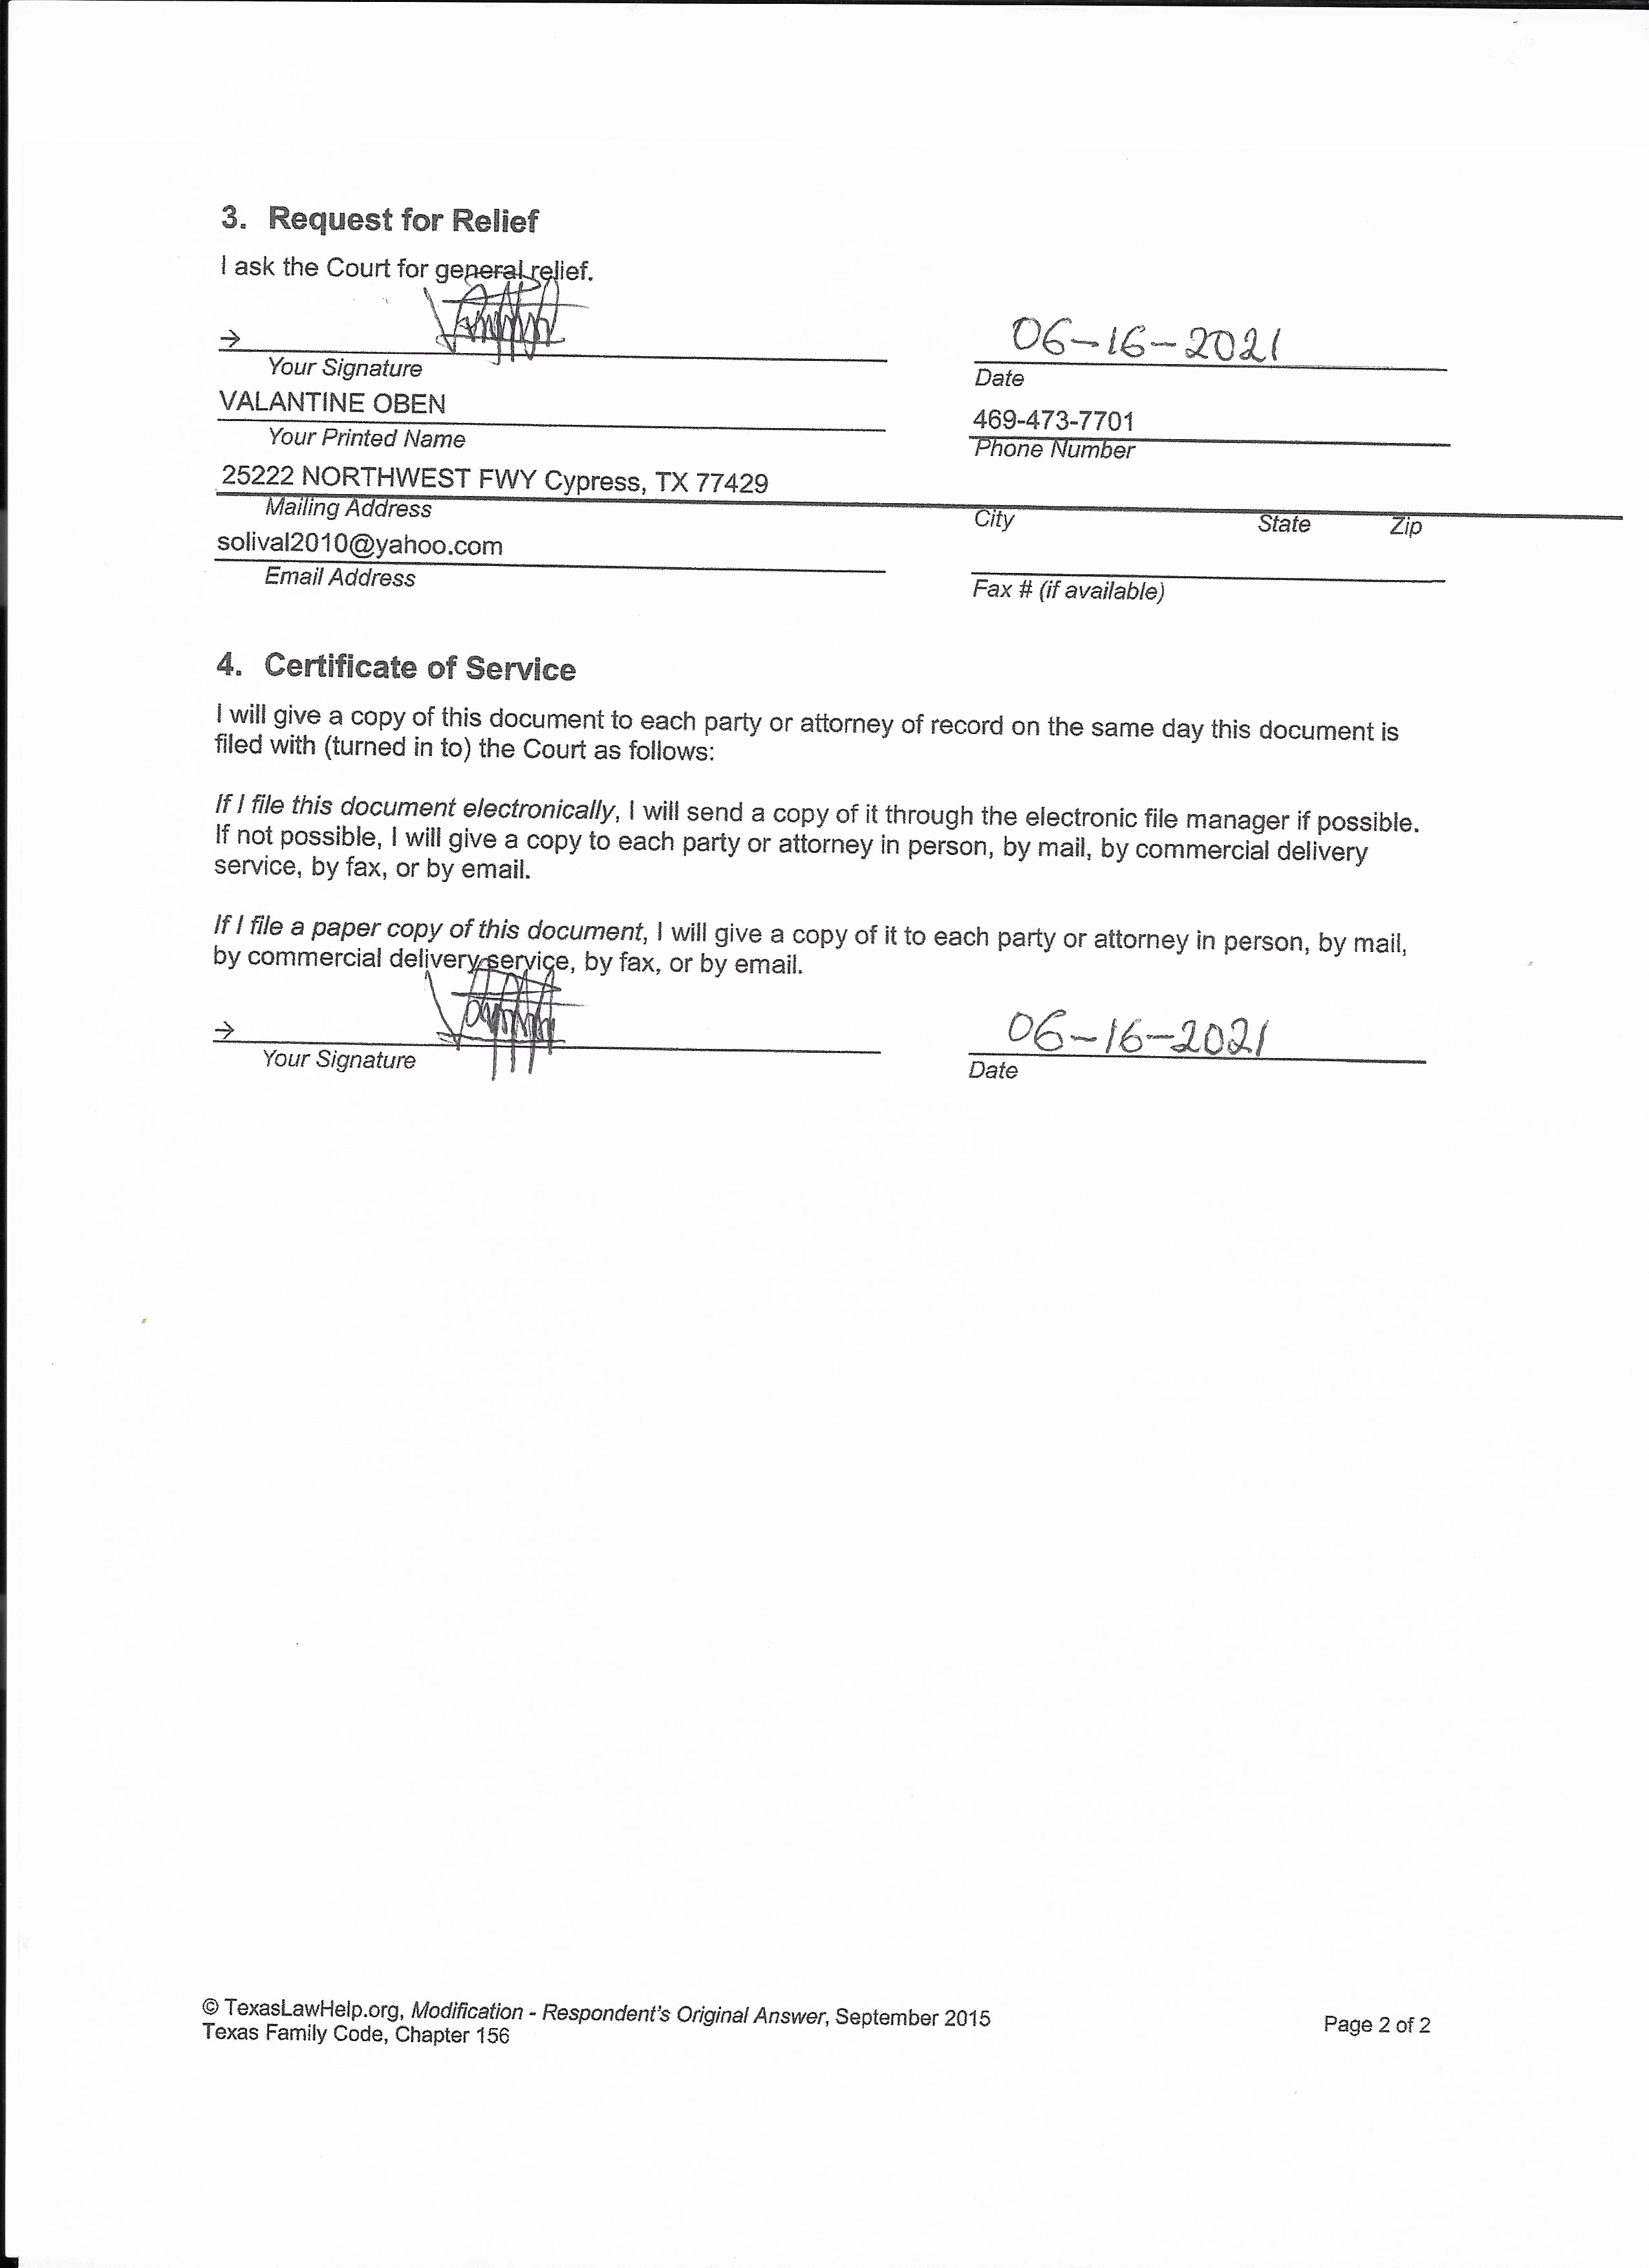 3. Request for Relief
I ask the Court for general relief.
→
06-16-2021
Your Signature
Date
VALANTINE OBEN
469-473-7701
Your Printed Name
Phone Number
25222 NORTHWEST FWY Cypress, TX 77429
Mailing Address City State Zip
solival2010@yahoo.com
Email Address
Fax # (if available)
4. Certificate of Service
I will give a copy of this document to each party or attorney of record on the same day this document is
filed with (turned in to) the Court as follows:
If I file this document electronically, I will send a copy of it through the electronic file manager if possible.
If not possible, I will give a copy to each party or attorney in person, by mail, by commercial delivery
service, by fax, or by email.
If I file a paper copy of this document, I will give a copy of it to each party or attorney in person, by mail,
by commercial delivery service, by fax, or by email.
→
06-16-2021
Your Signature
Date
© TexasLawHelp.org, Modification - Respondent's Original Answer, September 2015
Page 2 of 2
Texas Family Code, Chapter 156